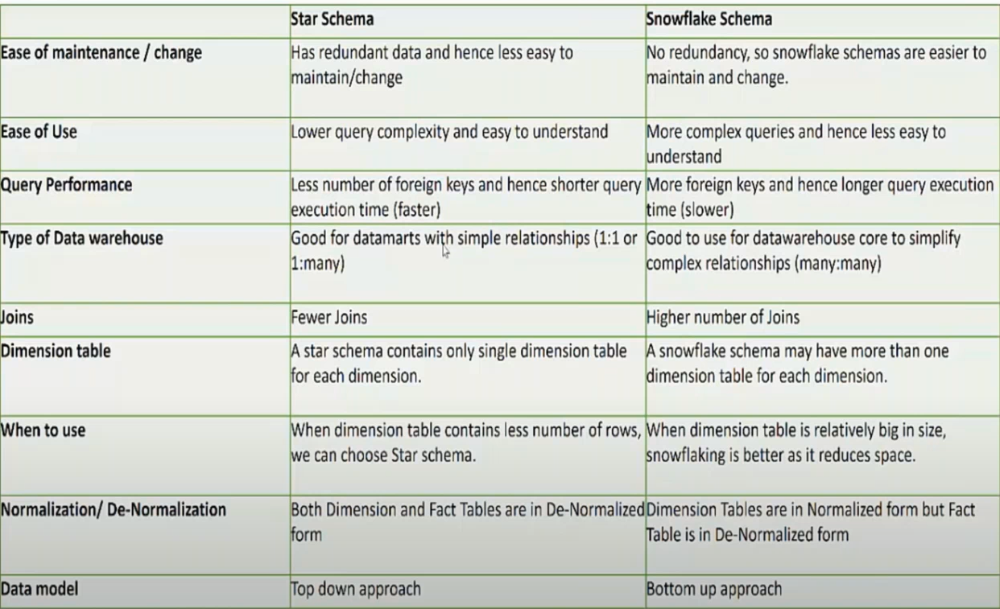 Star Schema
Snowflake Schema
Ease of maintenance / change
Has redundant data and hence less easy to
maintain/change
No redundancy, so snowflake schemas are easier to
maintain and change.
Ease of Use
Lower query complexity and easy to understand
More complex queries and hence less easy to
understand
Query Performance
Less number of foreign keys and hence shorter query
execution time (faster)
More foreign keys and hence longer query execution
time (slower)
Type of Data warehouse
Good for datamarts with simple relationships (1:1 or
1:many)
Good to use for datawarehouse core to simplify
complex relationships (many:many)
Joins
Fewer Joins
Higher number of Joins
Dimension table
A star schema contains only single dimension table
for each dimension.
A snowflake schema may have more than one
dimension table for each dimension.
When to use
When dimension table contains less number of rows,
we can choose Star schema.
When dimension table is relatively big in size,
snowflaking is better as it reduces space.
Normalization/ De-Normalization
Both Dimension and Fact Tables are in De-Normalized
form
Dimension Tables are in Normalized form but Fact
Table is in De-Normalized form
Data model
Top down approach
Bottom up approach